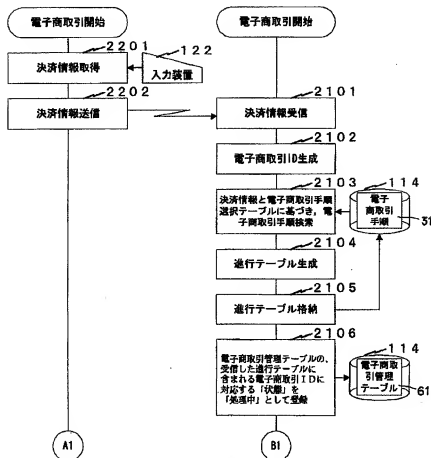 電子商取引開始
電子商取引開始
2201
122
決済情報取得
入力装置
2202
決済情報送信
2101
決済情報受信
2102
電子商取引ID生成
2103
114
決済情報と電子商取引手順
選択テーブルに基づき,電
子商取引手順検索
電子
商取引
手順
31
2104
進行テーブル生成
2105
進行テーブル格納
2106
電子商取引管理テーブルの、
受信した進行テーブルに
含まれる電子商取引IDに
対応する「状態」を
「処理中」として登録
114
電子商取
引管理
テーブル
61
A1
B1